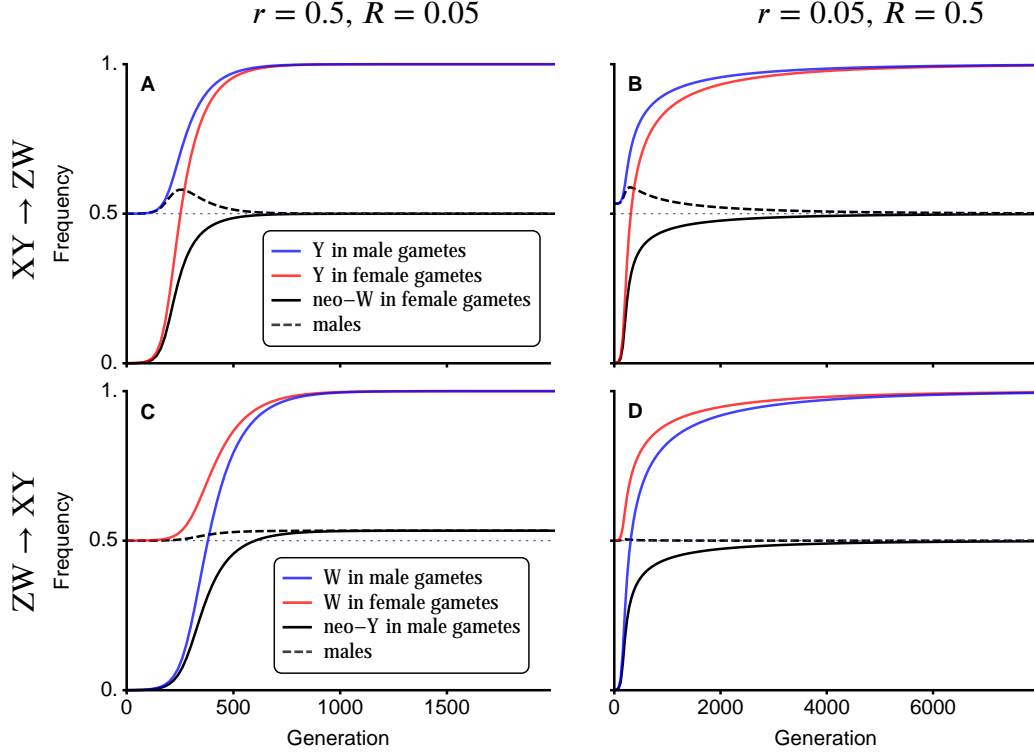 r = 0.5, R = 0.05
r = 0.05, R = 0.5
XY → ZW
Frequency
1.
0.5
0.
A
Y in male gametes
Y in female gametes
neo−W in female gametes
males
B
ZW → XY
Frequency
1.
0.5
0.
C
W in male gametes
W in female gametes
neo−Y in male gametes
males
D
0
500
1000
1500
Generation
0
2000
4000
6000
Generation